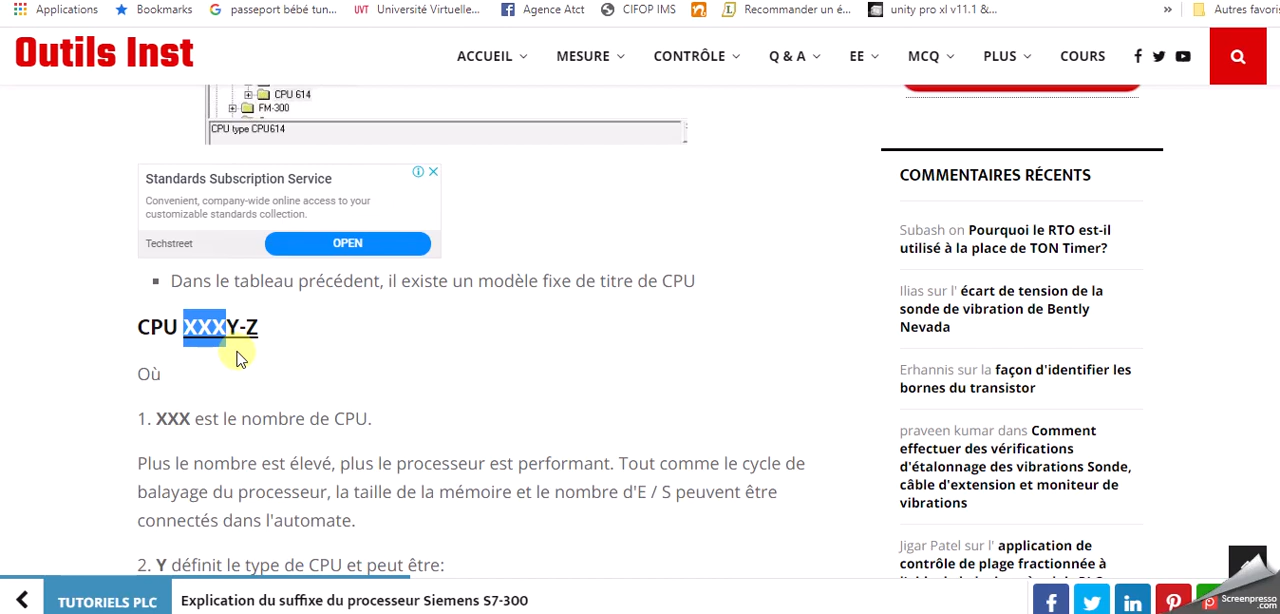 Applications Bookmarks passeport bébé tun... Université Virtuelle... Agence Atct CIFOP IMS Recommander un é... unity pro xl v11.1 &... » Autres favoris
Outils Inst
ACCUEIL MESURE CONTRÔLE Q & A EE MCQ PLUS COURS
CPU 614
FM-300
CPU type CPU614
Standards Subscription Service
Convenient, company-wide online access to your
customizable standards collection.
Techstreet OPEN
Dans le tableau précédent, il existe un modèle fixe de titre de CPU
CPU XXXY-Z
Où
1. XXX est le nombre de CPU.
Plus le nombre est élevé, plus le processeur est performant. Tout comme le cycle de
balayage du processeur, la taille de la mémoire et le nombre d'E / S peuvent être
connectés dans l'automate.
2. Y définit le type de CPU et peut être:
COMMENTAIRES RÉCENTS
Subash on Pourquoi le RTO est-il
utilisé à la place de TON Timer?
Ilias sur l' écart de tension de la
sonde de vibration de Bently
Nevada
Erhannis sur la façon d'identifier les
bornes du transistor
praveen kumar dans Comment
effectuer des vérifications
d'étalonnage des vibrations Sonde,
câble d'extension et moniteur de
vibrations
Jigar Patel sur l' application de
contrôle de plage fractionnée à
TUTORIELS PLC Explication du suffixe du processeur Siemens S7-300
Screenpresso
.com